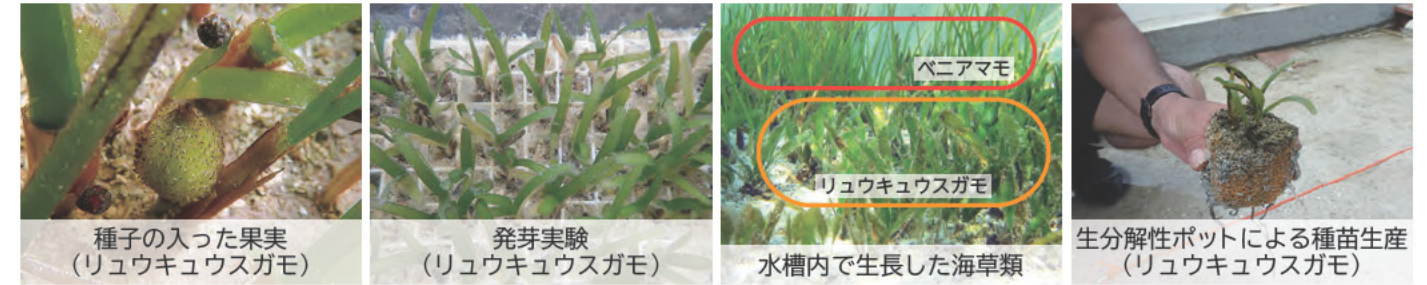 種子の入った果実
（リュウキュウスガモ）
発芽実験
（リュウキュウスガモ）
ベニアマモ
リュウキュウスガモ
水槽内で生長した海草類
生分解性ポットによる種苗生産
（リュウキュウスガモ）